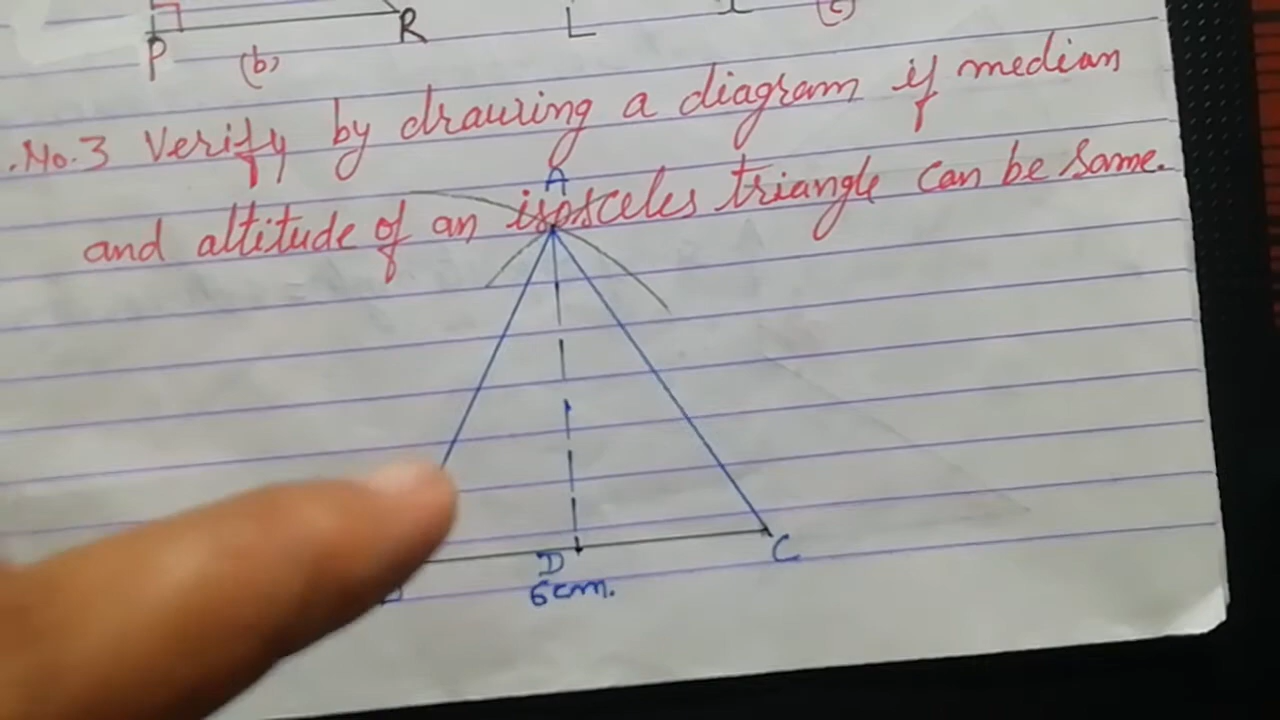 P
R
(b)
L
(c)
.No.3 Verify by drawing a diagram if median
and altitude of an isosceles triangle can be same.
A
D
C
6cm.